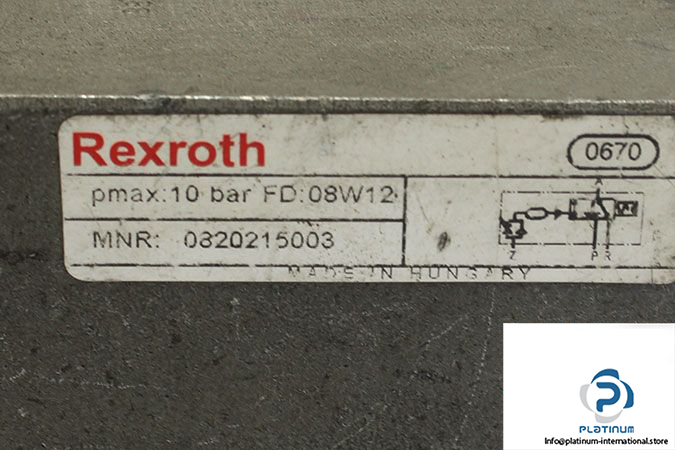 Rexroth
0670
pmax: 10 bar FD: 08W12
MNR: 0820215003
A
Z P R
MADE IN HUNGARY
PLATINUM
Info@platinum-international.store